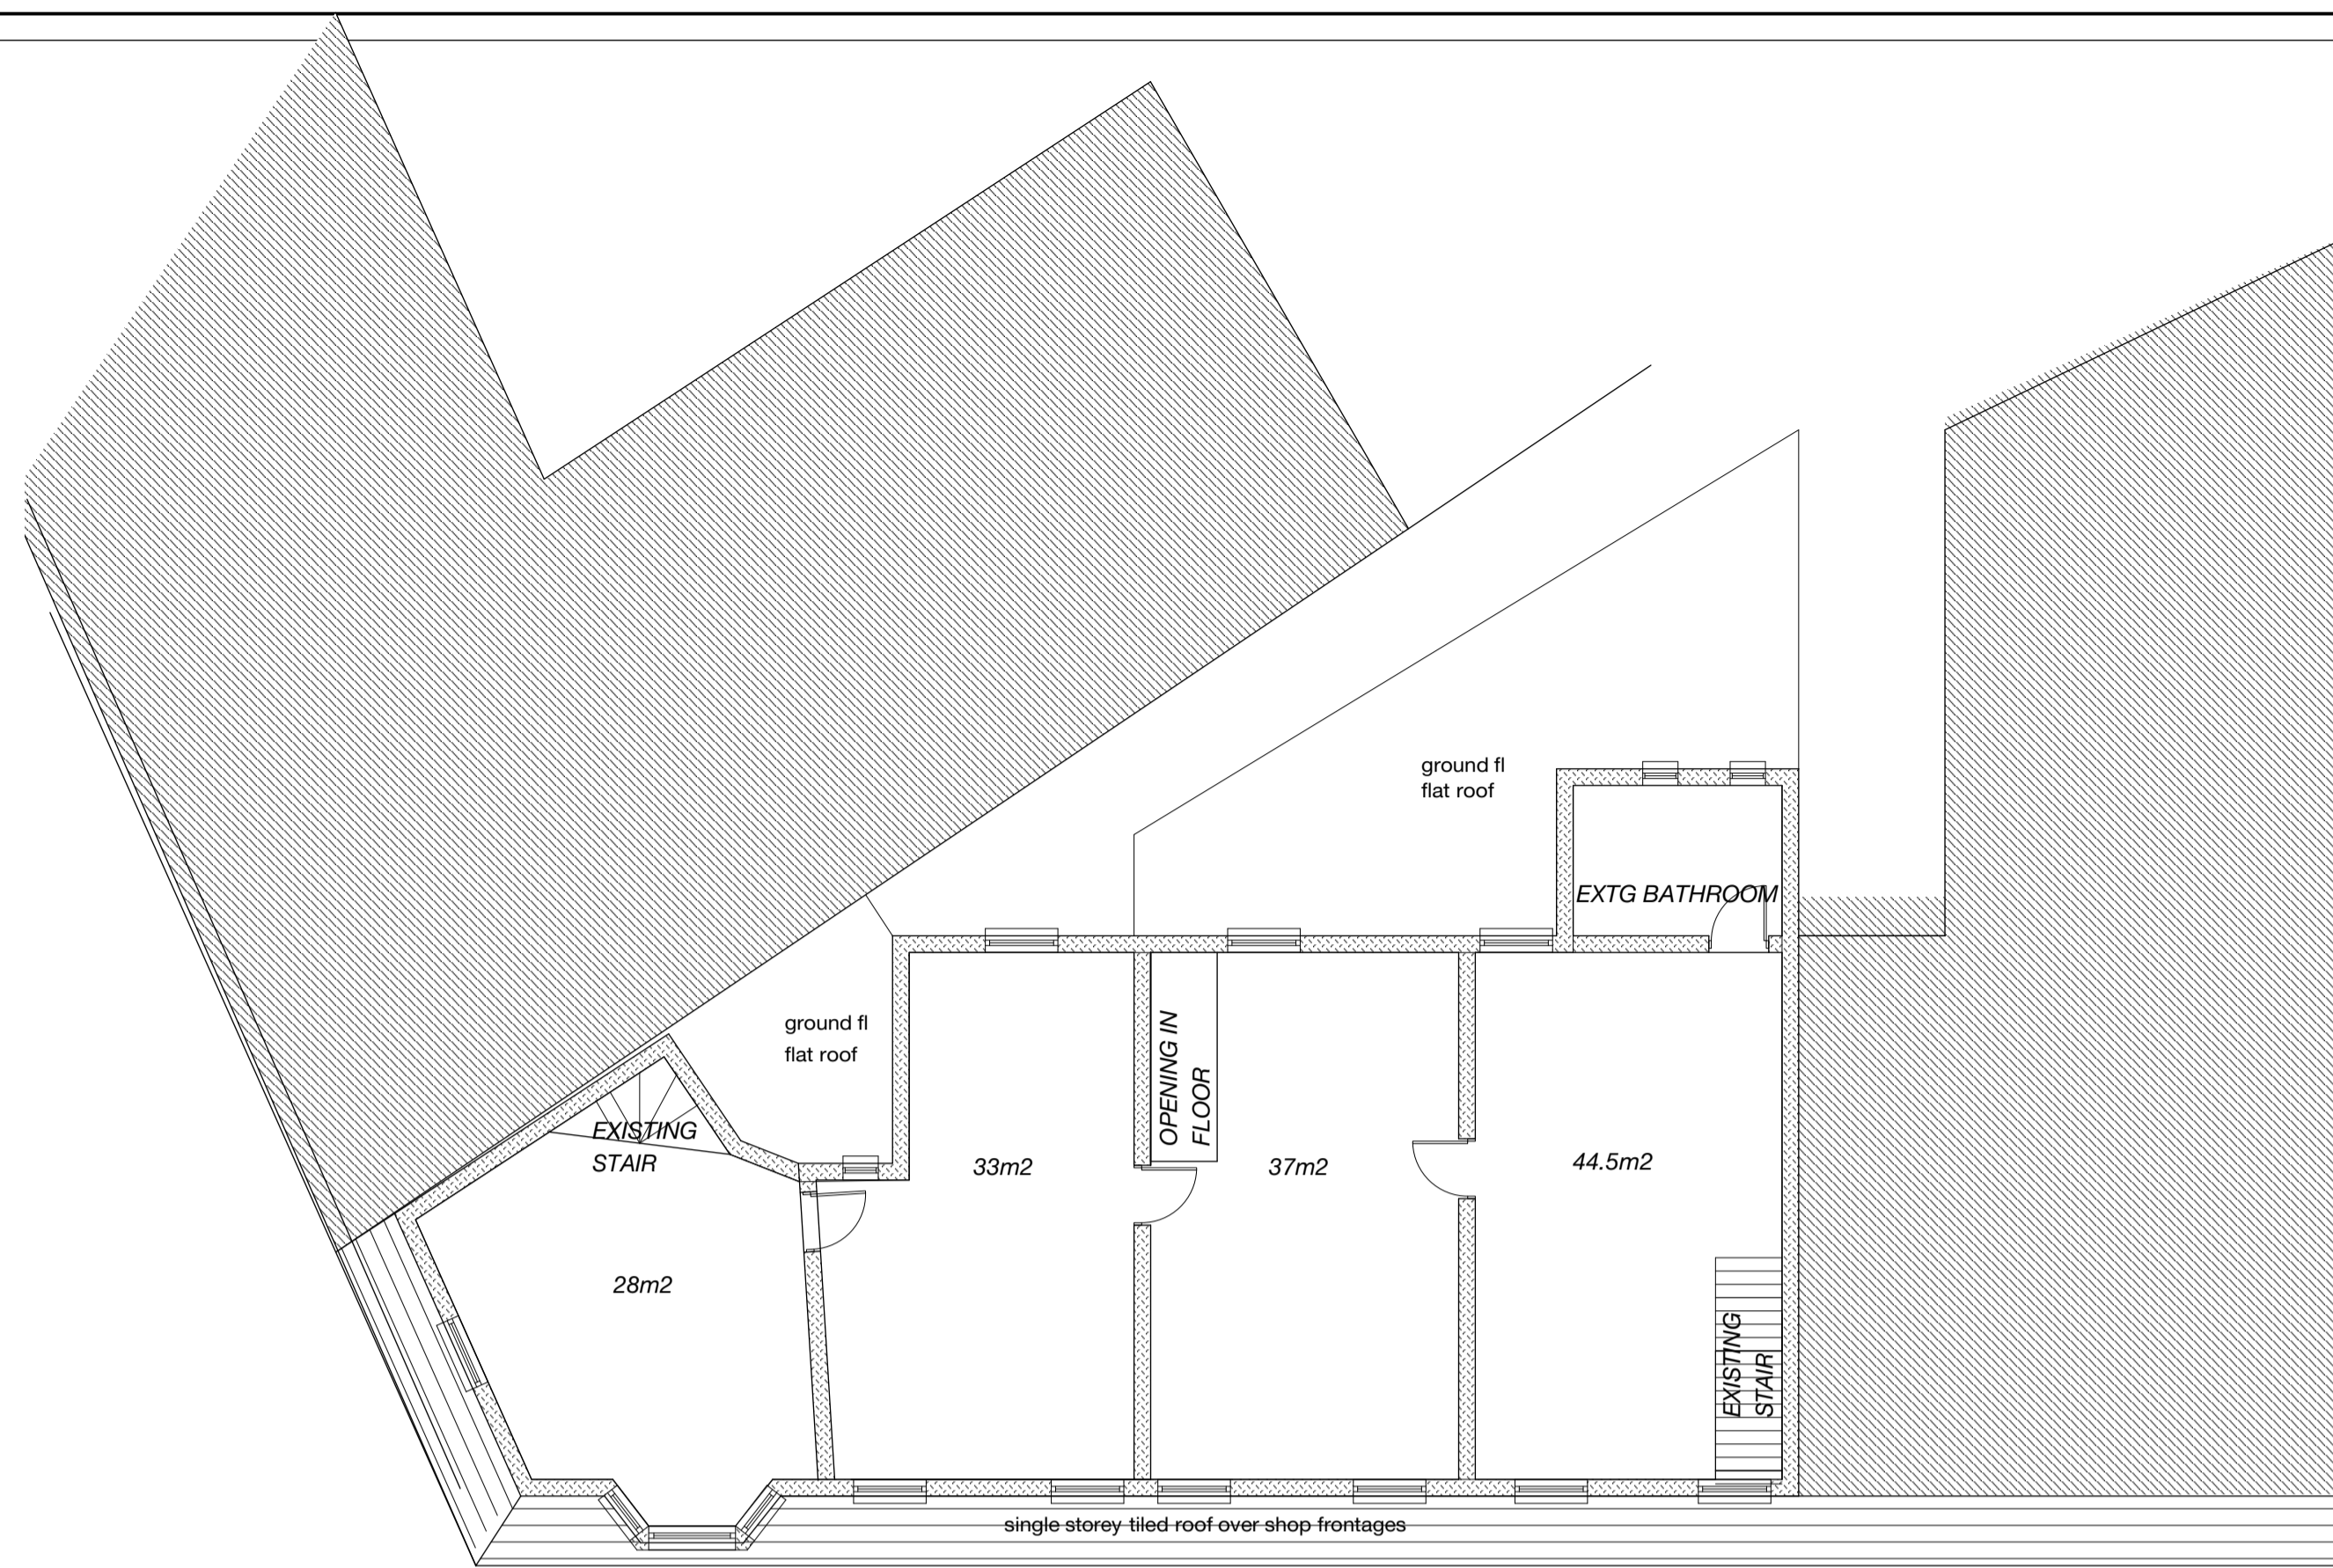 ground fl
flat roof
EXTG BATHROOM
ground fl
flat roof
OPENING IN
FLOOR
EXISTING
STAIR
33m2
37m2
44.5m2
28m2
EXISTING
STAIR
single storey tiled roof over shop frontages